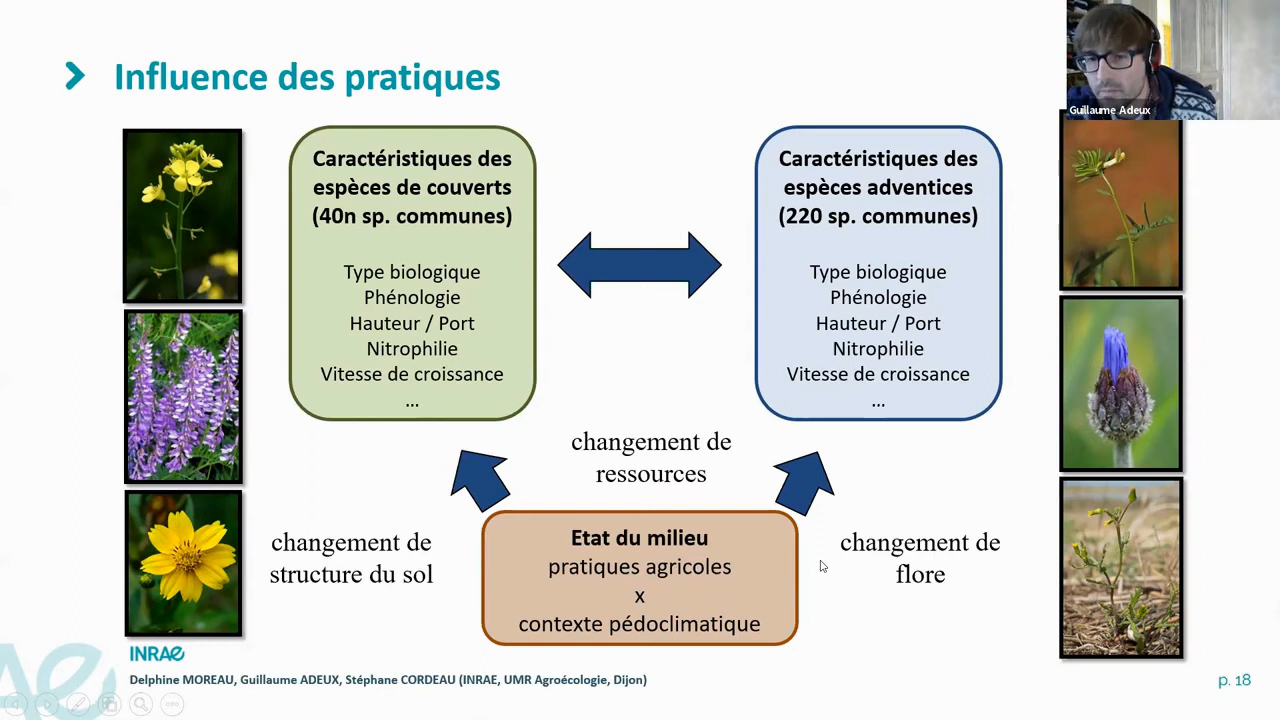 Influence des pratiques
Guillaume Adeux
Caractéristiques des
espèces de couverts
(40n sp. communes)
Type biologique
Phénologie
Hauteur / Port
Nitrophilie
Vitesse de croissance
...
Caractéristiques des
espèces adventices
(220 sp. communes)
Type biologique
Phénologie
Hauteur / Port
Nitrophilie
Vitesse de croissance
...
changement de
ressources
changement de
structure du sol
Etat du milieu
pratiques agricoles
x
contexte pédoclimatique
changement de
flore
INRAE
Delphine MOREAU, Guillaume ADEUX, Stéphane CORDEAU (INRAE, UMR Agroécologie, Dijon)
p. 18